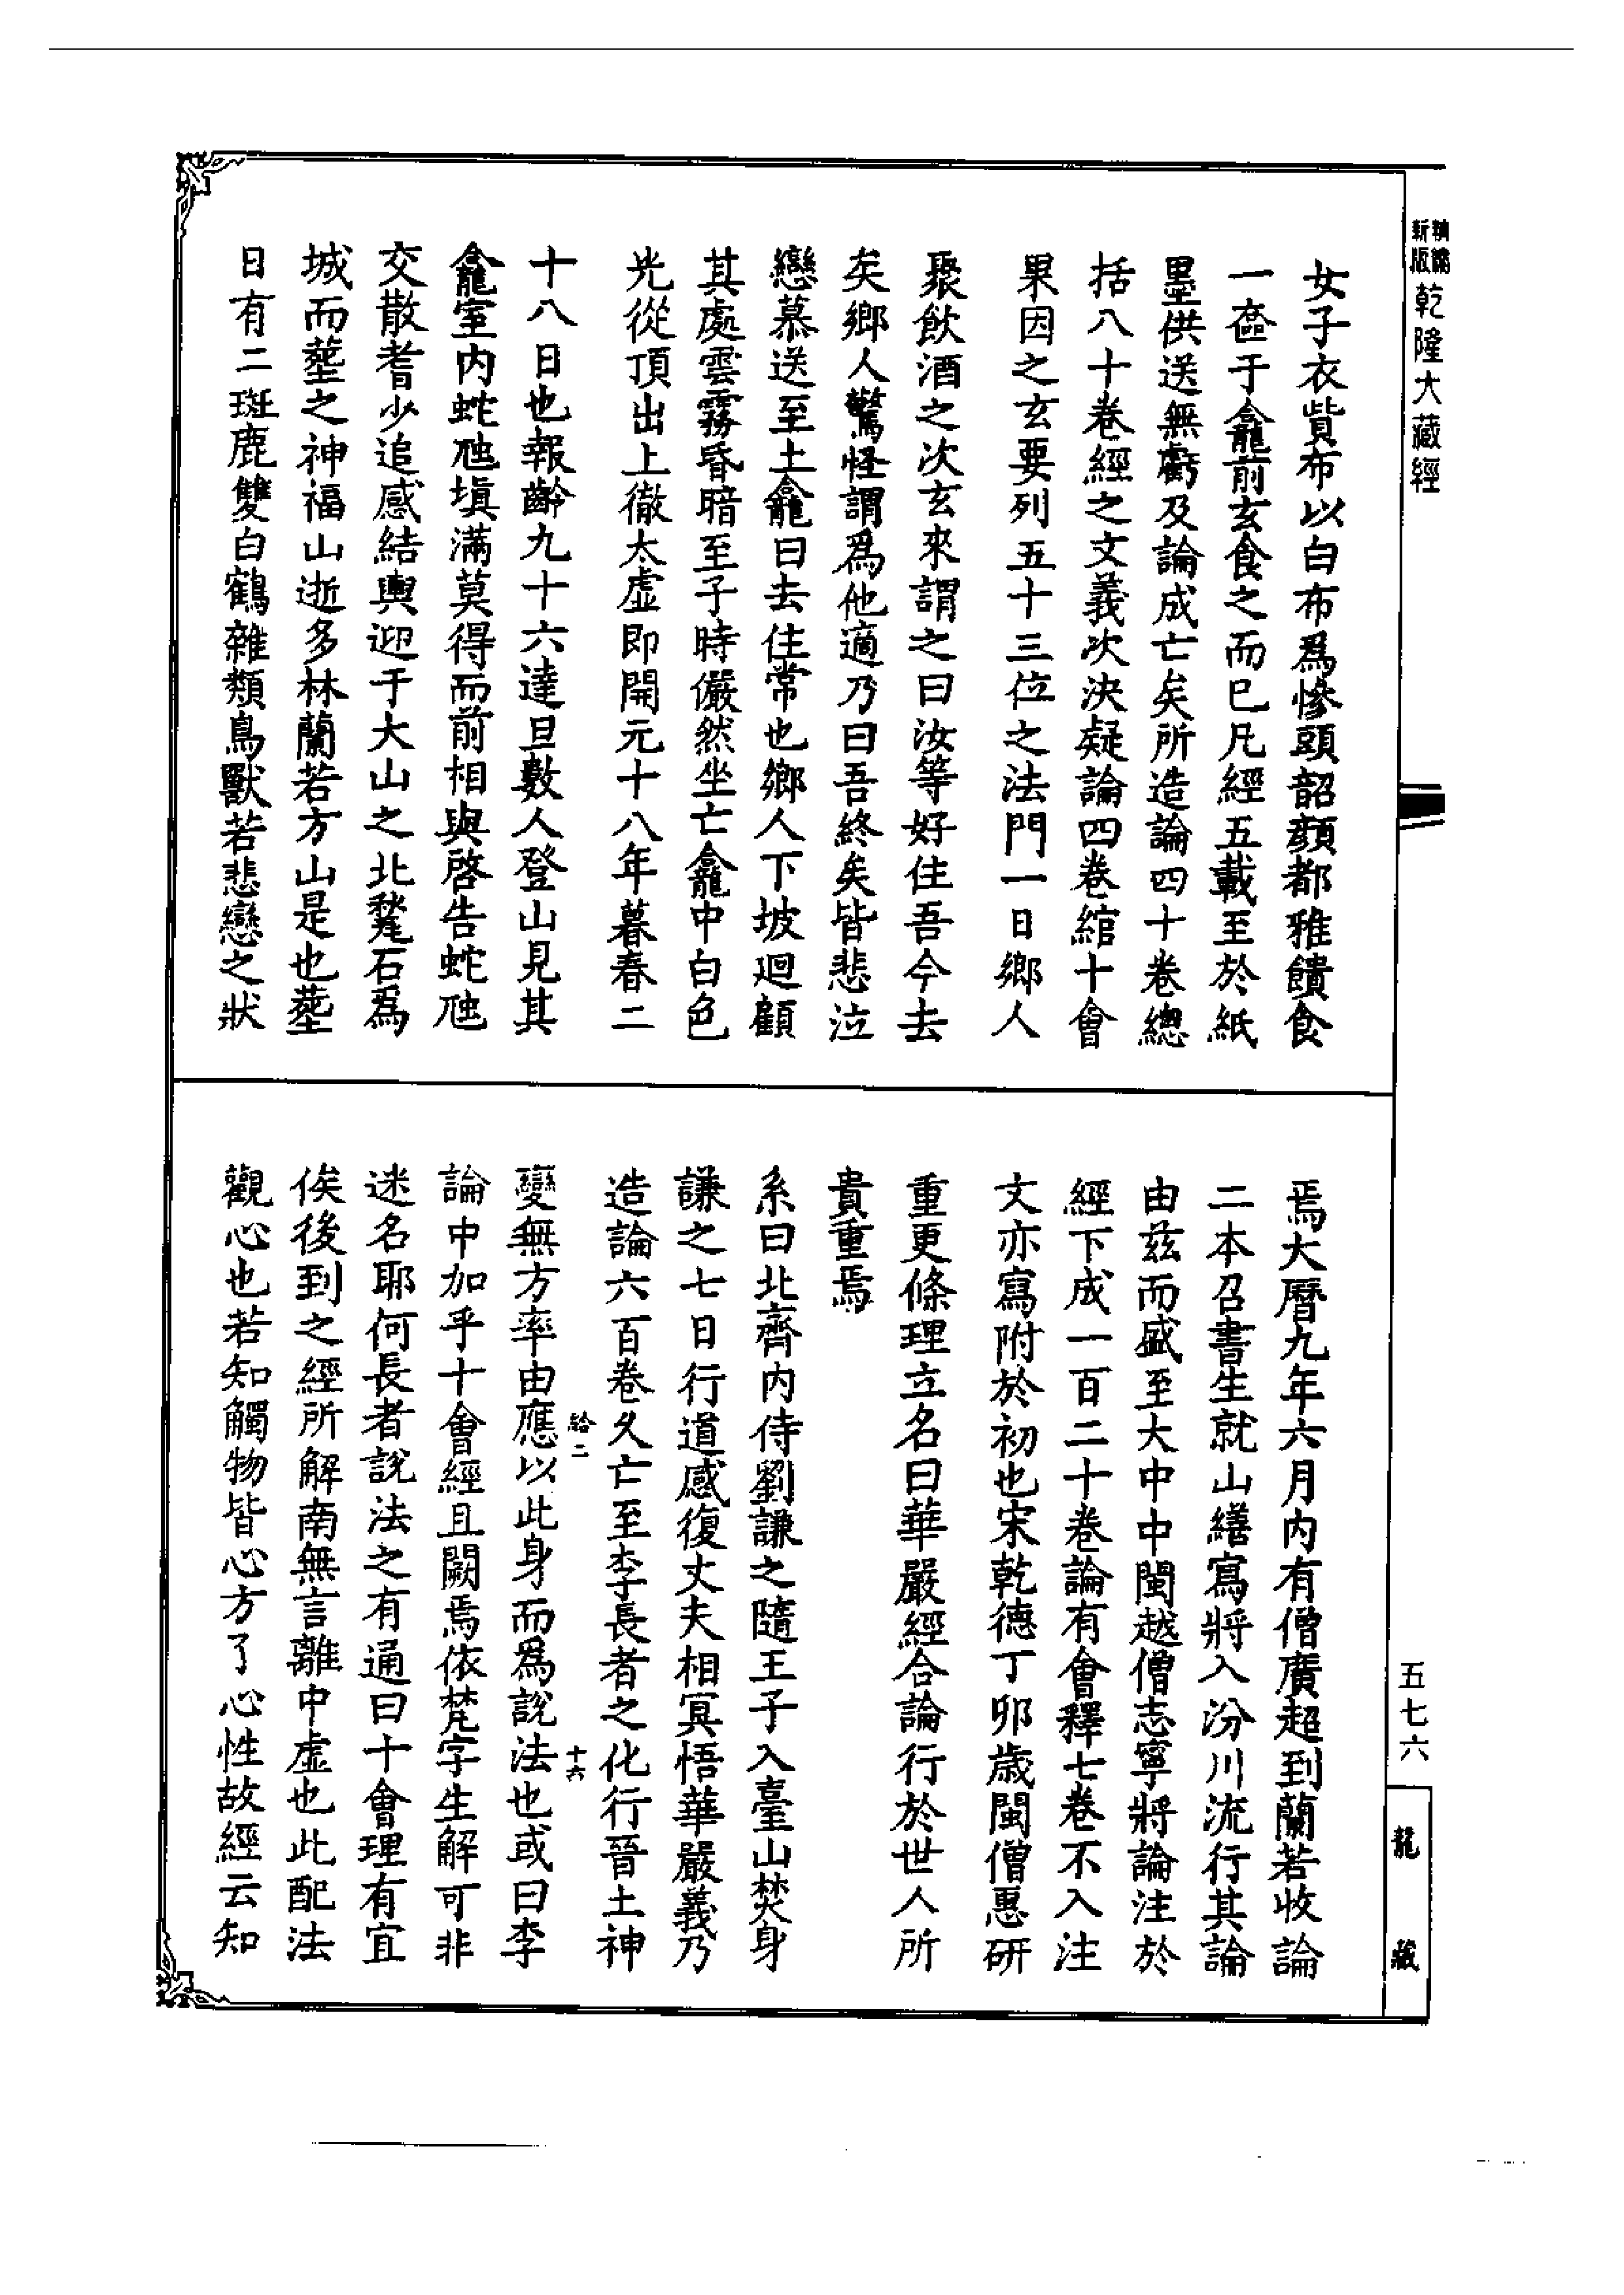 精編
新版
乾隆大藏經
女子衣貲布以白布爲慘頭韶顏都雅饋食
一奩于龕前玄食之而已凡經五載至於紙
墨供送無虧及論成亡矣所造論四十卷總
括八十卷經之文義次決疑論四卷綰十會
果因之玄要列五十三位之法門一日鄉人
聚飲酒之次玄來謂之曰汝等好住吾今去
矣鄉人驚怪謂爲他適乃曰吾終矣皆悲泣
戀慕送至土龕曰去住常也鄉人下坡迴顧
其處雲霧昏暗至子時儼然坐亡龕中白色
光從頂出上徹太虛即開元十八年暮春二
十八日也報齡九十六達旦數人登山見其
龕室內蛇虺填滿莫得而前相與啓告蛇虺
交散耆少追感結輿迎于大山之北甃石爲
城而塟之神福山逝多林蘭若方山是也塟
日有二斑鹿雙白鶴雜類鳥獸若悲戀之狀
焉大曆九年六月內有僧廣超到蘭若收論
二本召書生就山繕寫將入汾川流行其論
由茲而盛至大中中閩越僧志寧將論注於
經下成一百二十卷論有會釋七卷不入注
文亦寫附於初也宋乾德丁卯歲閩僧惠研
重更條理立名曰華嚴經合論行於世人所
貴重焉
系曰北齊內侍劉謙之隨王子入臺山焚身
謙之七日行道感復丈夫相冥悟華嚴義乃
造論六百卷久亡至李長者之化行晉土神
給二 十六
變無方率由應以此身而爲說法也或曰李
論中加乎十會經且闕焉依梵字生解可非
迷名耶何長者說法之有通曰十會理有宜
俟後到之經所解南無言離中虛也此配法
觀心也若知觸物皆心方了心性故經云知
五七六
龍藏